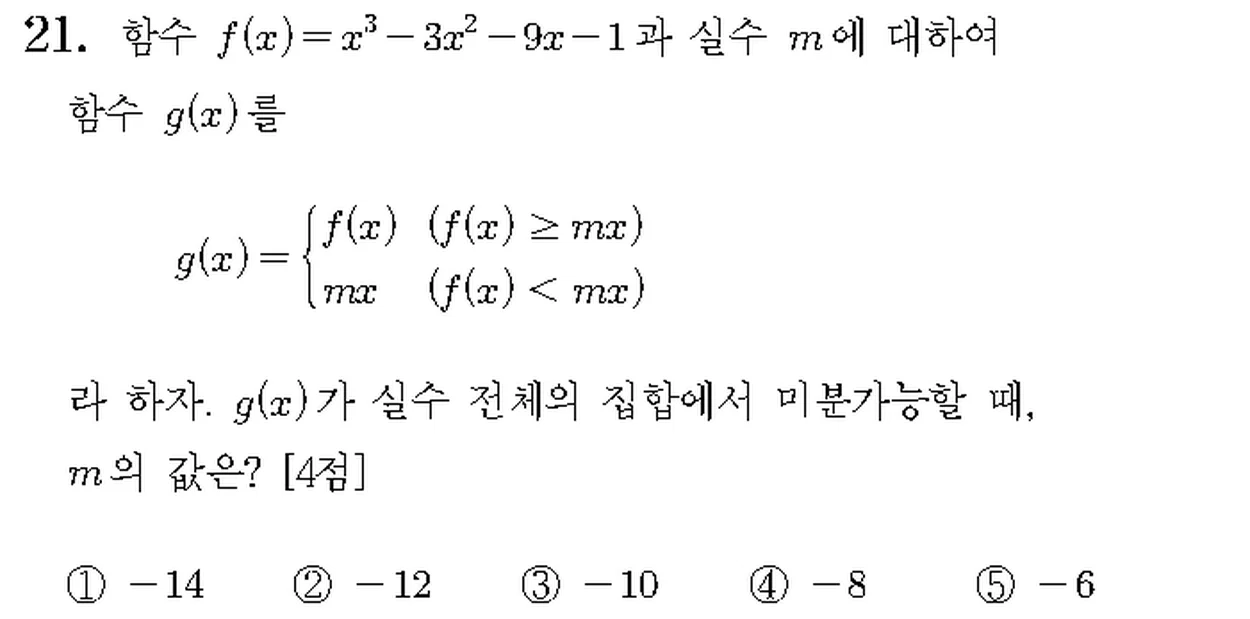 21. 함수 f(x)=x³-3x²-9x-1과 실수 m에 대하여
함수 g(x)를
g(x)={f(x) (f(x)≥mx)
mx (f(x)<mx)
라 하자. g(x)가 실수 전체의 집합에서 미분가능할 때,
m의 값은? [4점]
① -14 ② -12 ③ -10 ④ -8 ⑤ -6